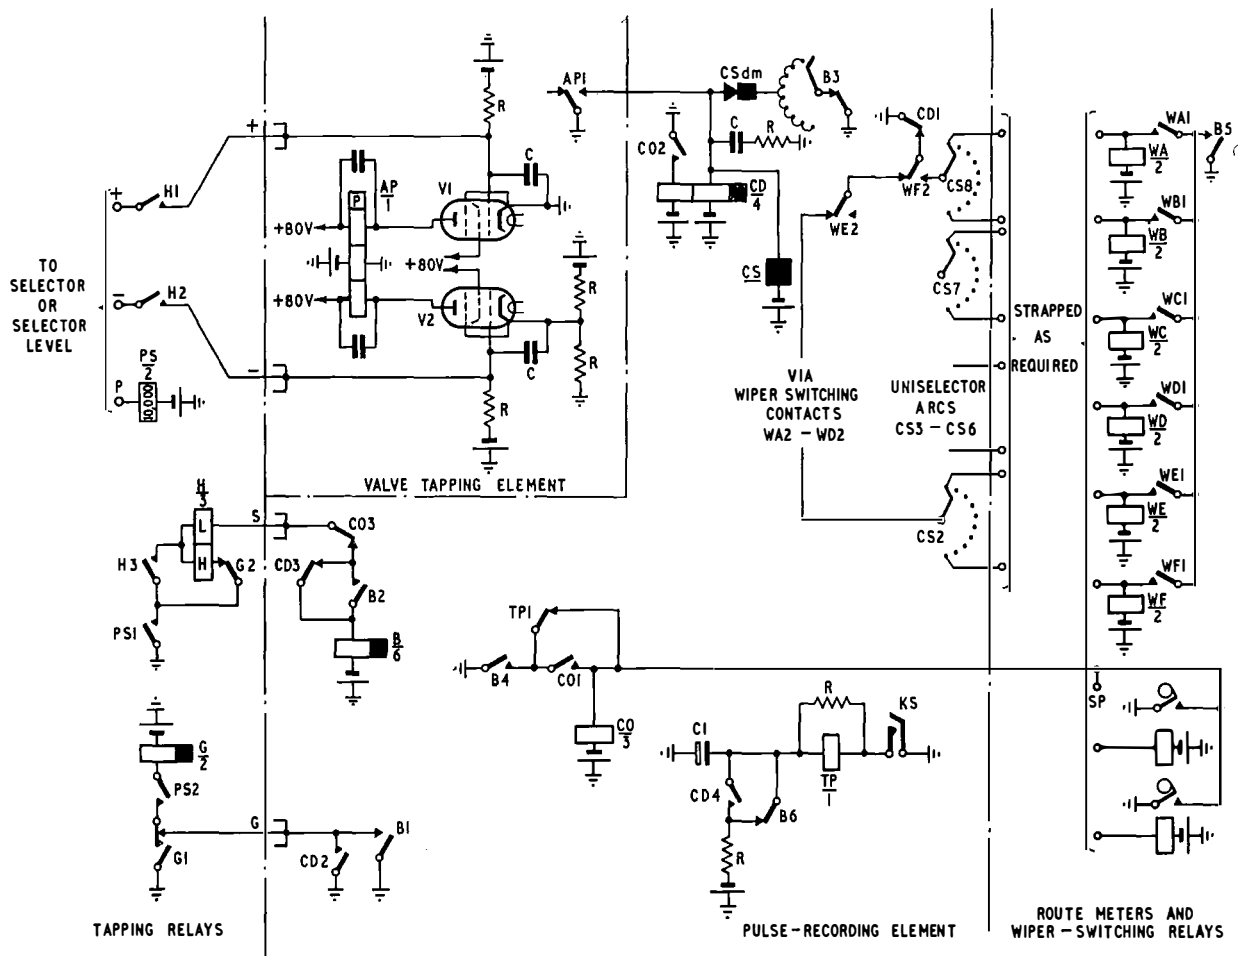 +
+
H1
TO
SELECTOR
OR
SELECTOR
LEVEL
−
H2
−
P
PS
2
10,000
+80V
P
AP
1
+80V
+80V
V1
V2
R
C
C
R
R
R
VALVE TAPPING ELEMENT
AP1
CSdm
B3
CO2
C
R
CD
4
CS
CD1
WF2
WE2
CS8
CS7
VIA
WIPER SWITCHING
CONTACTS
WA2 – WD2
UNISELECTOR
ARCS
CS3 – CS6
CS2
STRAPPED
AS
REQUIRED
WA1
WA
2
B5
WB1
WB
2
WC1
WC
2
WD1
WD
2
WE1
WE
2
WF1
WF
2
H
3
L
H
S
H3
G2
PS1
CO3
CD3
B2
B
6
G
2
PS2
G1
G
CD2
B1
TP1
B4
CO1
CO
3
R
KS
C1
TP
1
CD4
B6
R
SP
TAPPING RELAYS
PULSE – RECORDING ELEMENT
ROUTE METERS AND
WIPER – SWITCHING RELAYS